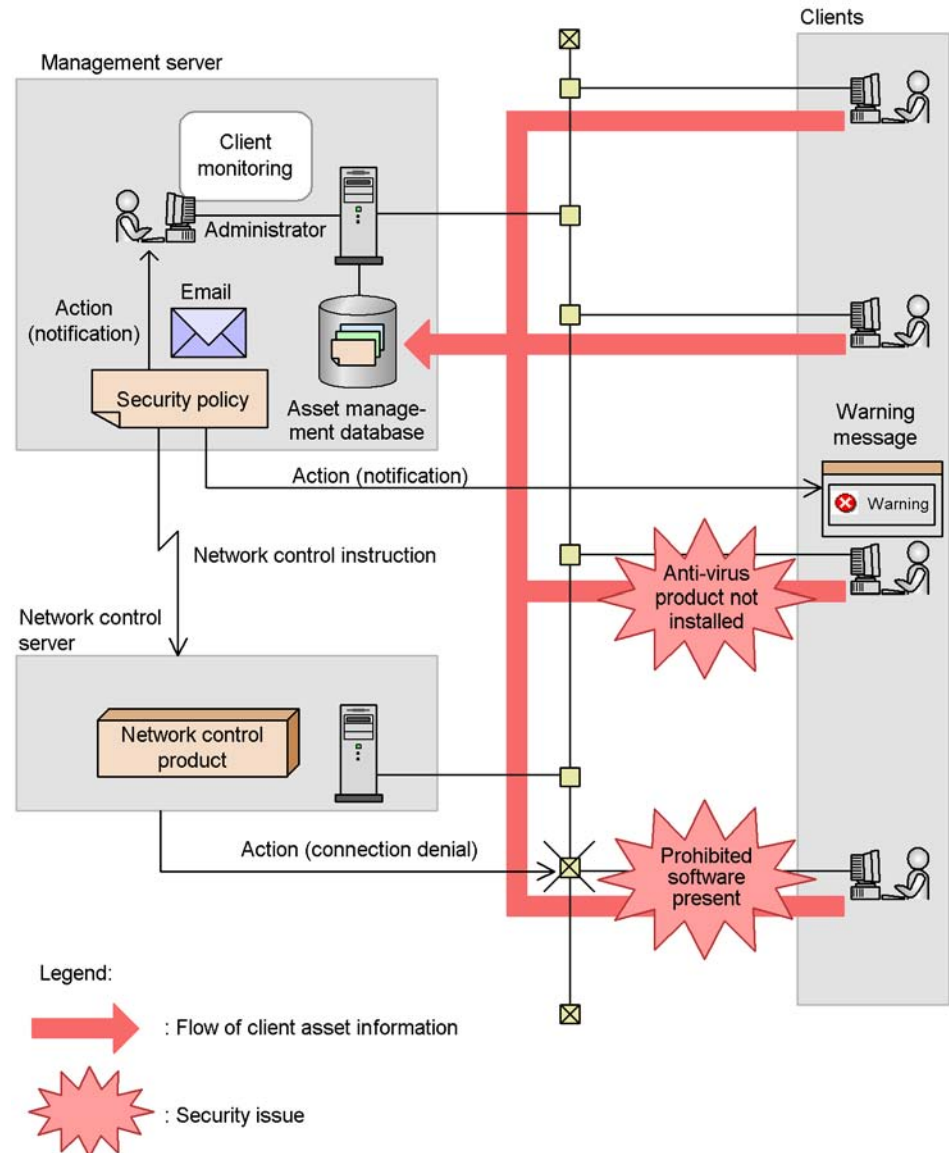 Clients
Management server
Client
monitoring
Administrator
Action
(notification)
Email
Security policy
Asset manage-
ment database
Warning
message
Warning
Action (notification)
Network control instruction
Anti-virus
product not
installed
Network control
server
Network control
product
Action (connection denial)
Prohibited
software
present
Legend:
: Flow of client asset information
: Security issue